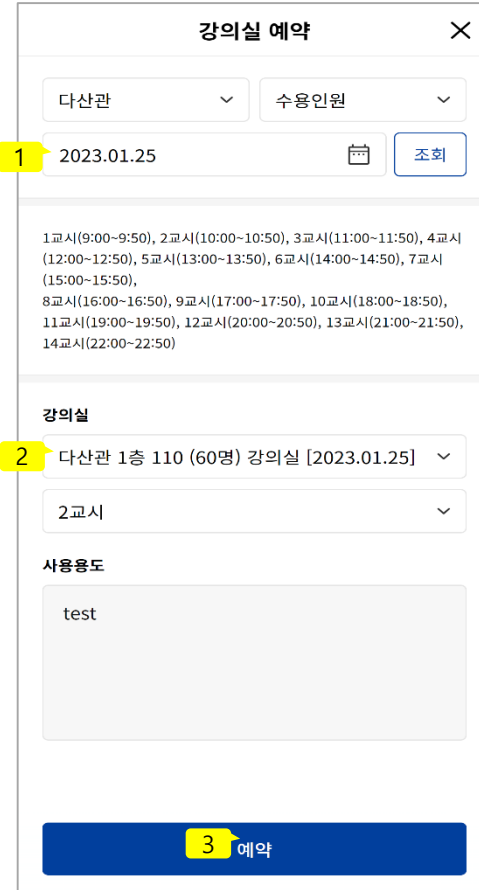 강의실 예약
다산관 수용인원
1 2023.01.25 조회
1교시(9:00~9:50), 2교시(10:00~10:50), 3교시(11:00~11:50), 4교시
(12:00~12:50), 5교시(13:00~13:50), 6교시(14:00~14:50), 7교시
(15:00~15:50),
8교시(16:00~16:50), 9교시(17:00~17:50), 10교시(18:00~18:50),
11교시(19:00~19:50), 12교시(20:00~20:50), 13교시(21:00~21:50),
14교시(22:00~22:50)
강의실
2 다산관 1층 110 (60명) 강의실 [2023.01.25]
2교시
사용용도
test
3 예약